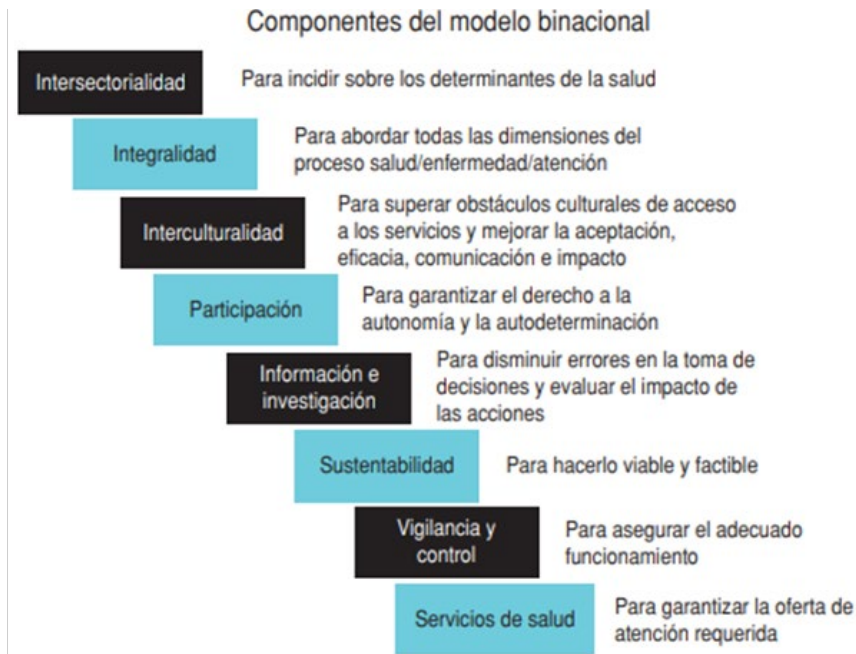 Componentes del modelo binacional
Intersectorialidad
Para incidir sobre los determinantes de la salud
Integralidad
Para abordar todas las dimensiones del
proceso salud/enfermedad/atención
Interculturalidad
Para superar obstáculos culturales de acceso
a los servicios y mejorar la aceptación,
eficacia, comunicación e impacto
Participación
Para garantizar el derecho a la
autonomía y la autodeterminación
Información e
investigación
Para disminuir errores en la toma de
decisiones y evaluar el impacto de
las acciones
Sustentabilidad
Para hacerlo viable y factible
Vigilancia y
control
Para asegurar el adecuado
funcionamiento
Servicios de salud
Para garantizar la oferta de
atención requerida